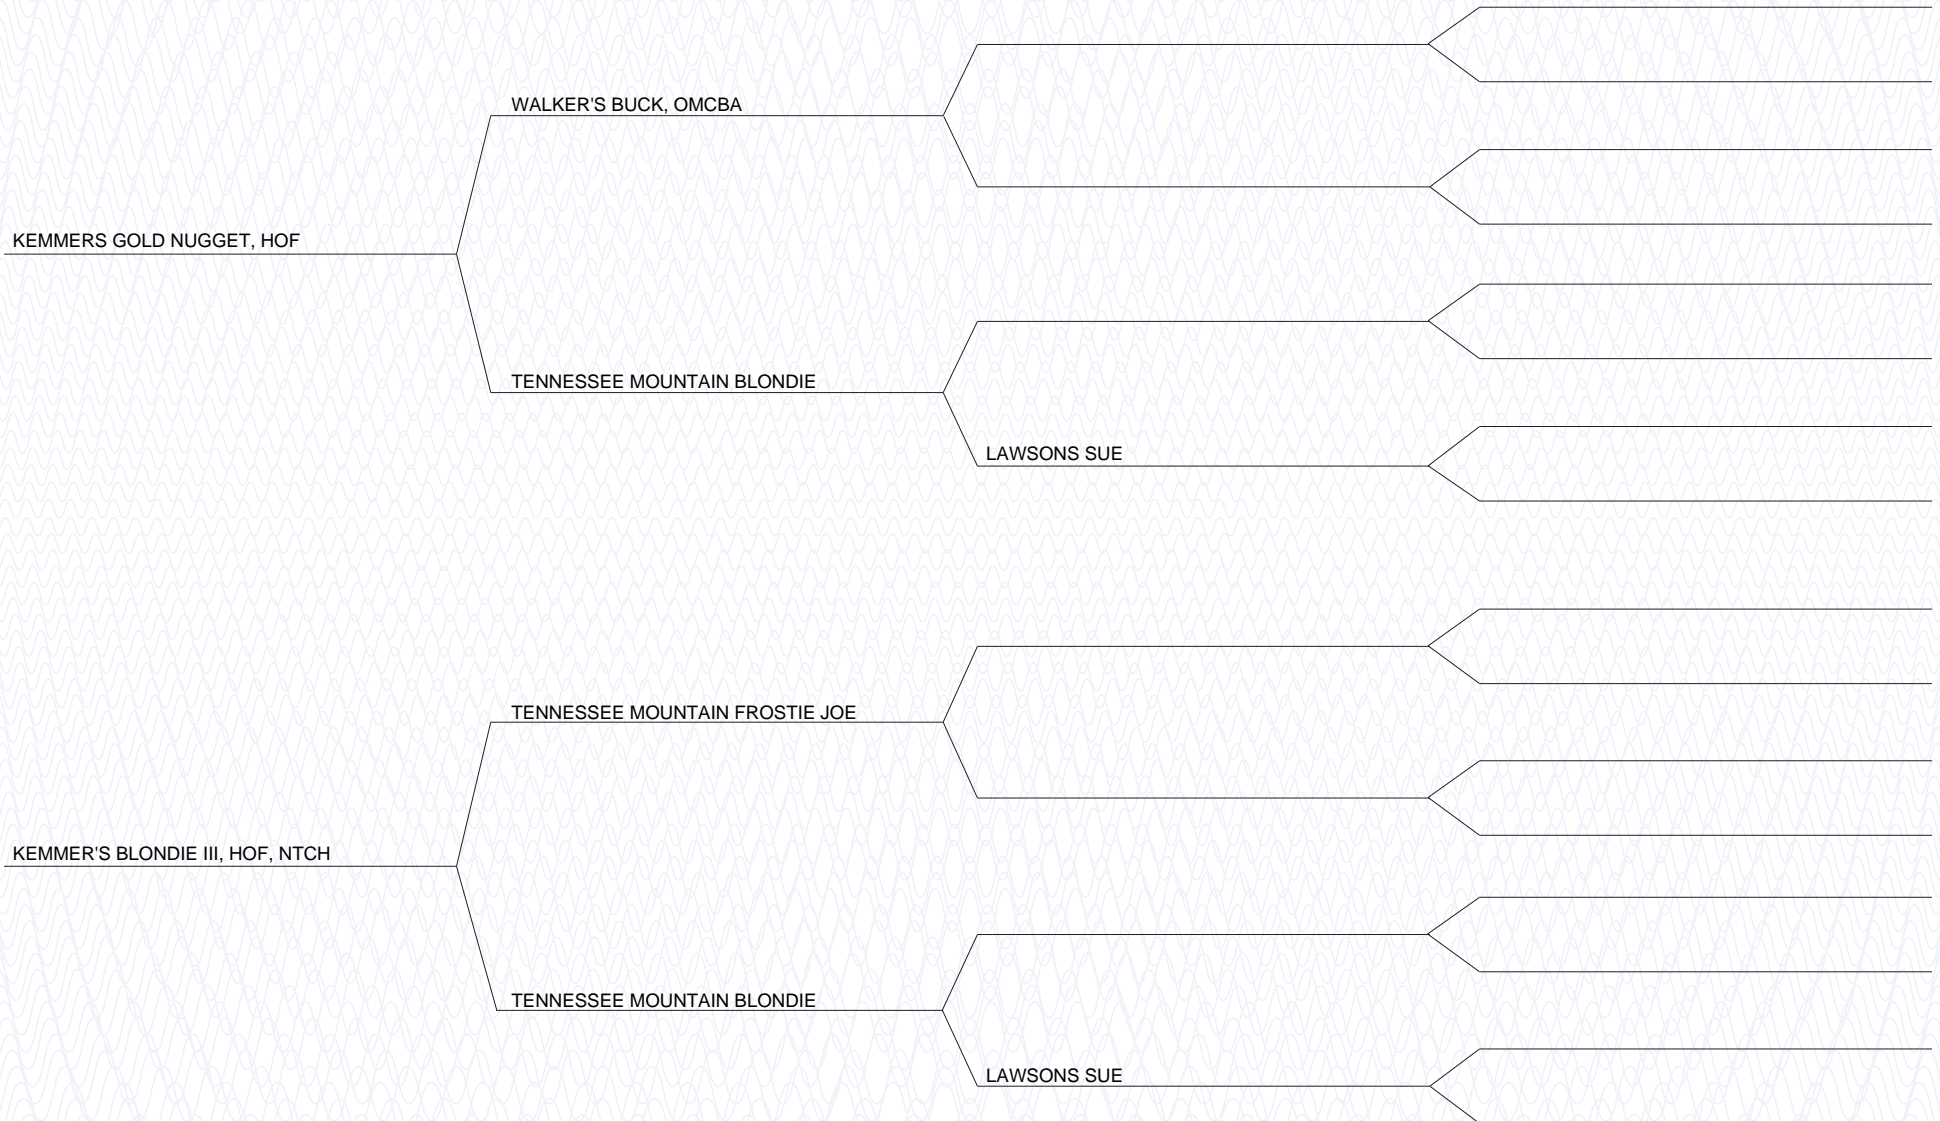 WALKER'S BUCK, OMCBA
KEMMERS GOLD NUGGET, HOF
TENNESSEE MOUNTAIN BLONDIE
LAWSONS SUE
TENNESSEE MOUNTAIN FROSTIE JOE
KEMMER'S BLONDIE III, HOF, NTCH
TENNESSEE MOUNTAIN BLONDIE
LAWSONS SUE